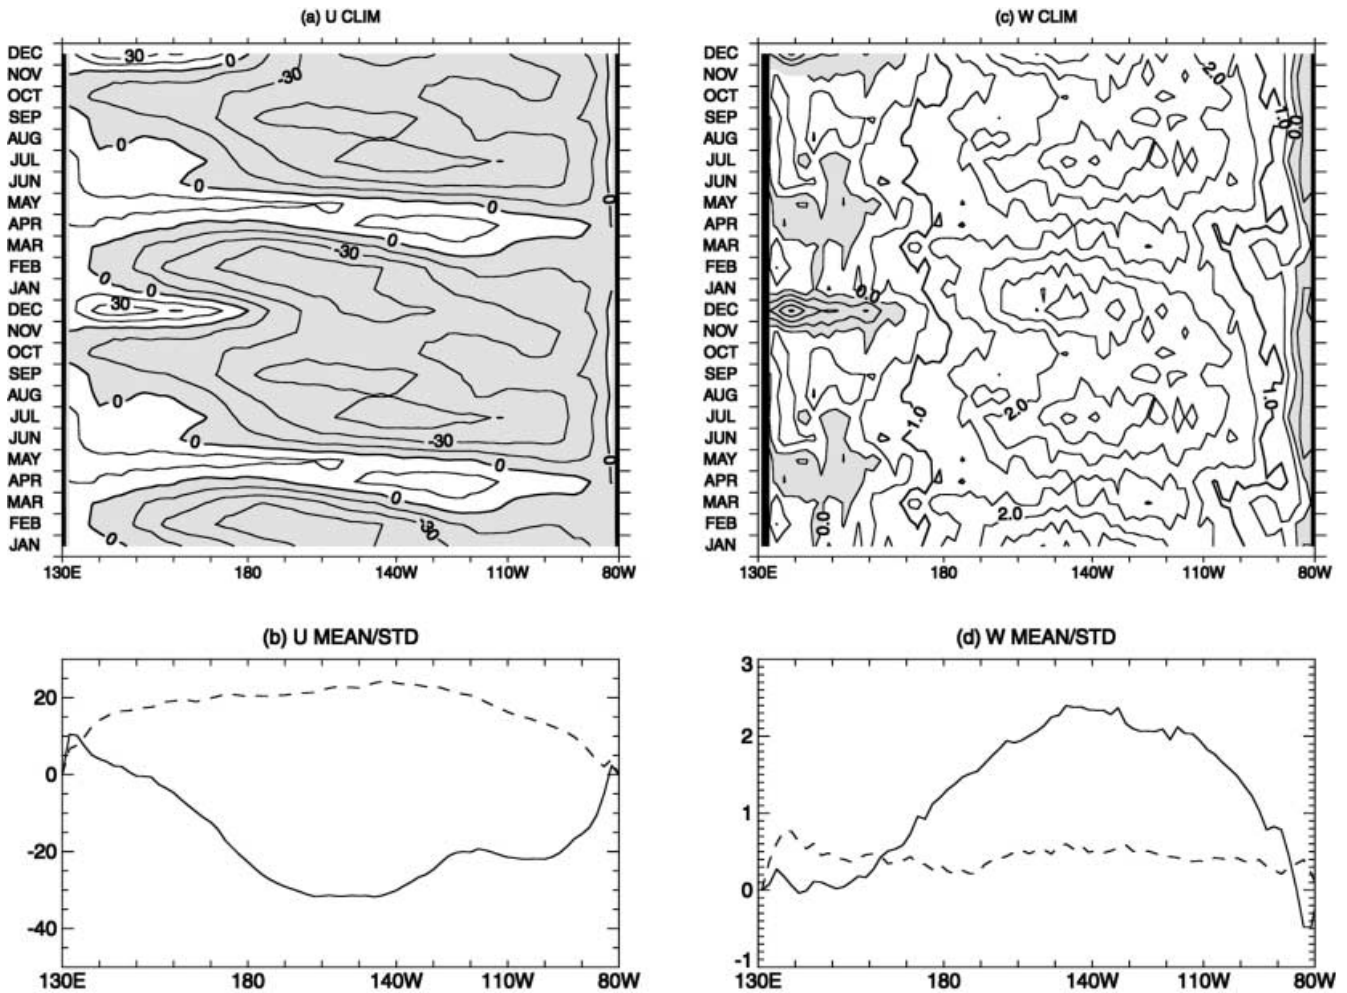 (a) U CLIM
DEC
NOV
OCT
SEP
AUG
JUL
JUN
MAY
APR
MAR
FEB
JAN
DEC
NOV
OCT
SEP
AUG
JUL
JUN
MAY
APR
MAR
FEB
JAN
30
0
-30
0
0
0
0
0
-30
0
0
30
0
0
-30
0
0
0
0
130E 180 140W 110W 80W
(c) W CLIM
DEC
NOV
OCT
SEP
AUG
JUL
JUN
MAY
APR
MAR
FEB
JAN
DEC
NOV
OCT
SEP
AUG
JUL
JUN
MAY
APR
MAR
FEB
JAN
2.0
1.0
0.0
0.0
1.0
2.0
1.0
2.0
0.0
130E 180 140W 110W 80W
(b) U MEAN/STD
20
0
-20
-40
130E 180 140W 110W 80W
(d) W MEAN/STD
3
2
1
0
-1
130E 180 140W 110W 80W